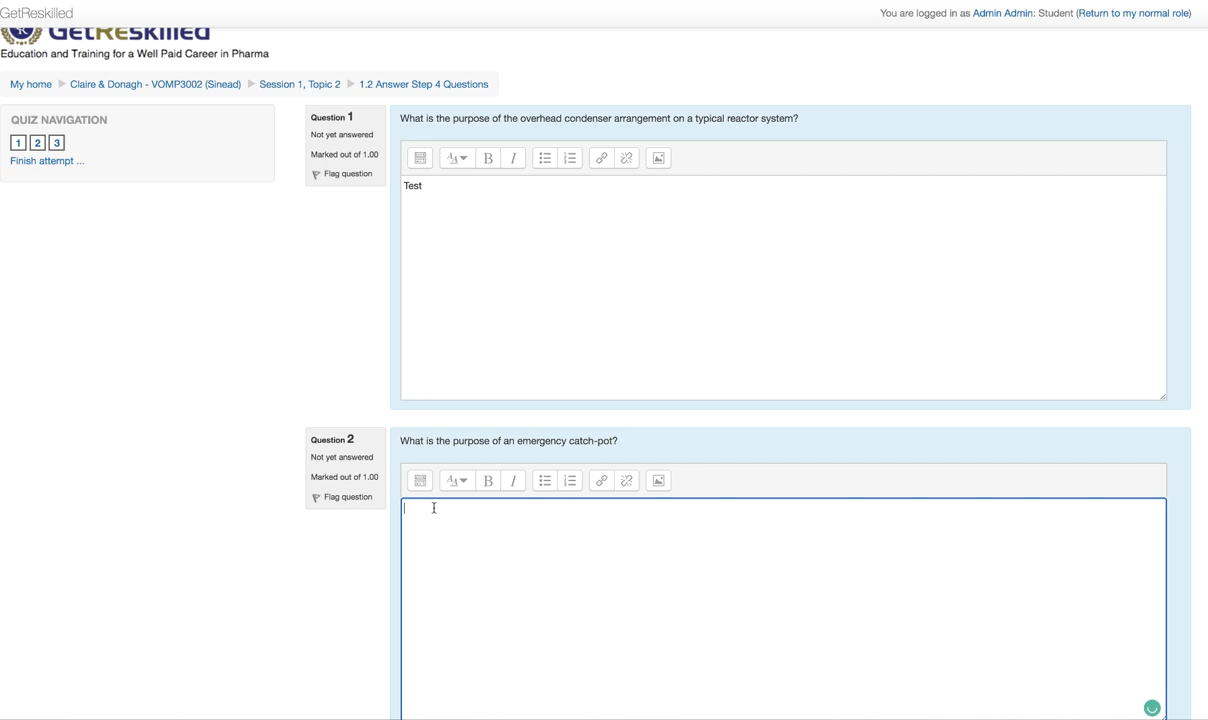 GetReskilled
You are logged in as Admin Admin: Student (Return to my normal role)
GETRESKILLED
Education and Training for a Well Paid Career in Pharma
My home ▶ Claire & Donagh - VOMP3002 (Sinead) ▶ Session 1, Topic 2 ▶ 1.2 Answer Step 4 Questions
QUIZ NAVIGATION
1 2 3
Finish attempt ...
Question 1
Not yet answered
Marked out of 1.00
Flag question
What is the purpose of the overhead condenser arrangement on a typical reactor system?
B I
Test
Question 2
Not yet answered
Marked out of 1.00
Flag question
What is the purpose of an emergency catch-pot?
B I